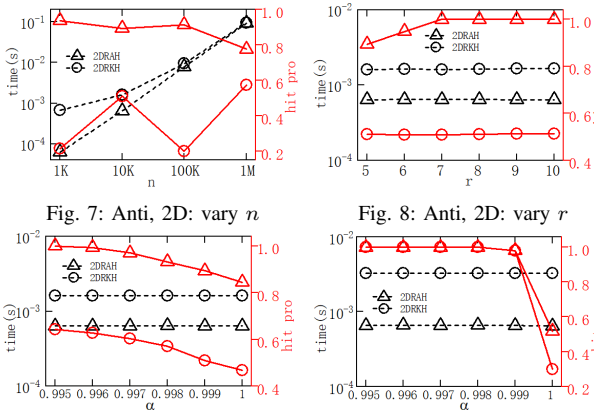 10⁻¹
10⁻²
10⁻³
10⁻⁴
time(s)
2DRAH
2DRKH
1.0
0.8
0.6
0.4
0.2
hit pro
1K 10K 100K 1M
n
Fig. 7: Anti, 2D: vary n
10⁻²
10⁻³
10⁻⁴
time(s)
2DRAH
2DRKH
1.0
0.8
0.6
0.4
5 6 7 8 9 10
r
Fig. 8: Anti, 2D: vary r
10⁻²
10⁻³
10⁻⁴
time(s)
2DRAH
2DRKH
1.0
0.8
0.6
0.4
hit pro
0.995 0.996 0.997 0.998 0.999 1
α
10⁻²
10⁻³
10⁻⁴
time(s)
2DRAH
2DRKH
1.0
0.8
0.6
0.4
0.2
0.995 0.996 0.997 0.998 0.999 1
α